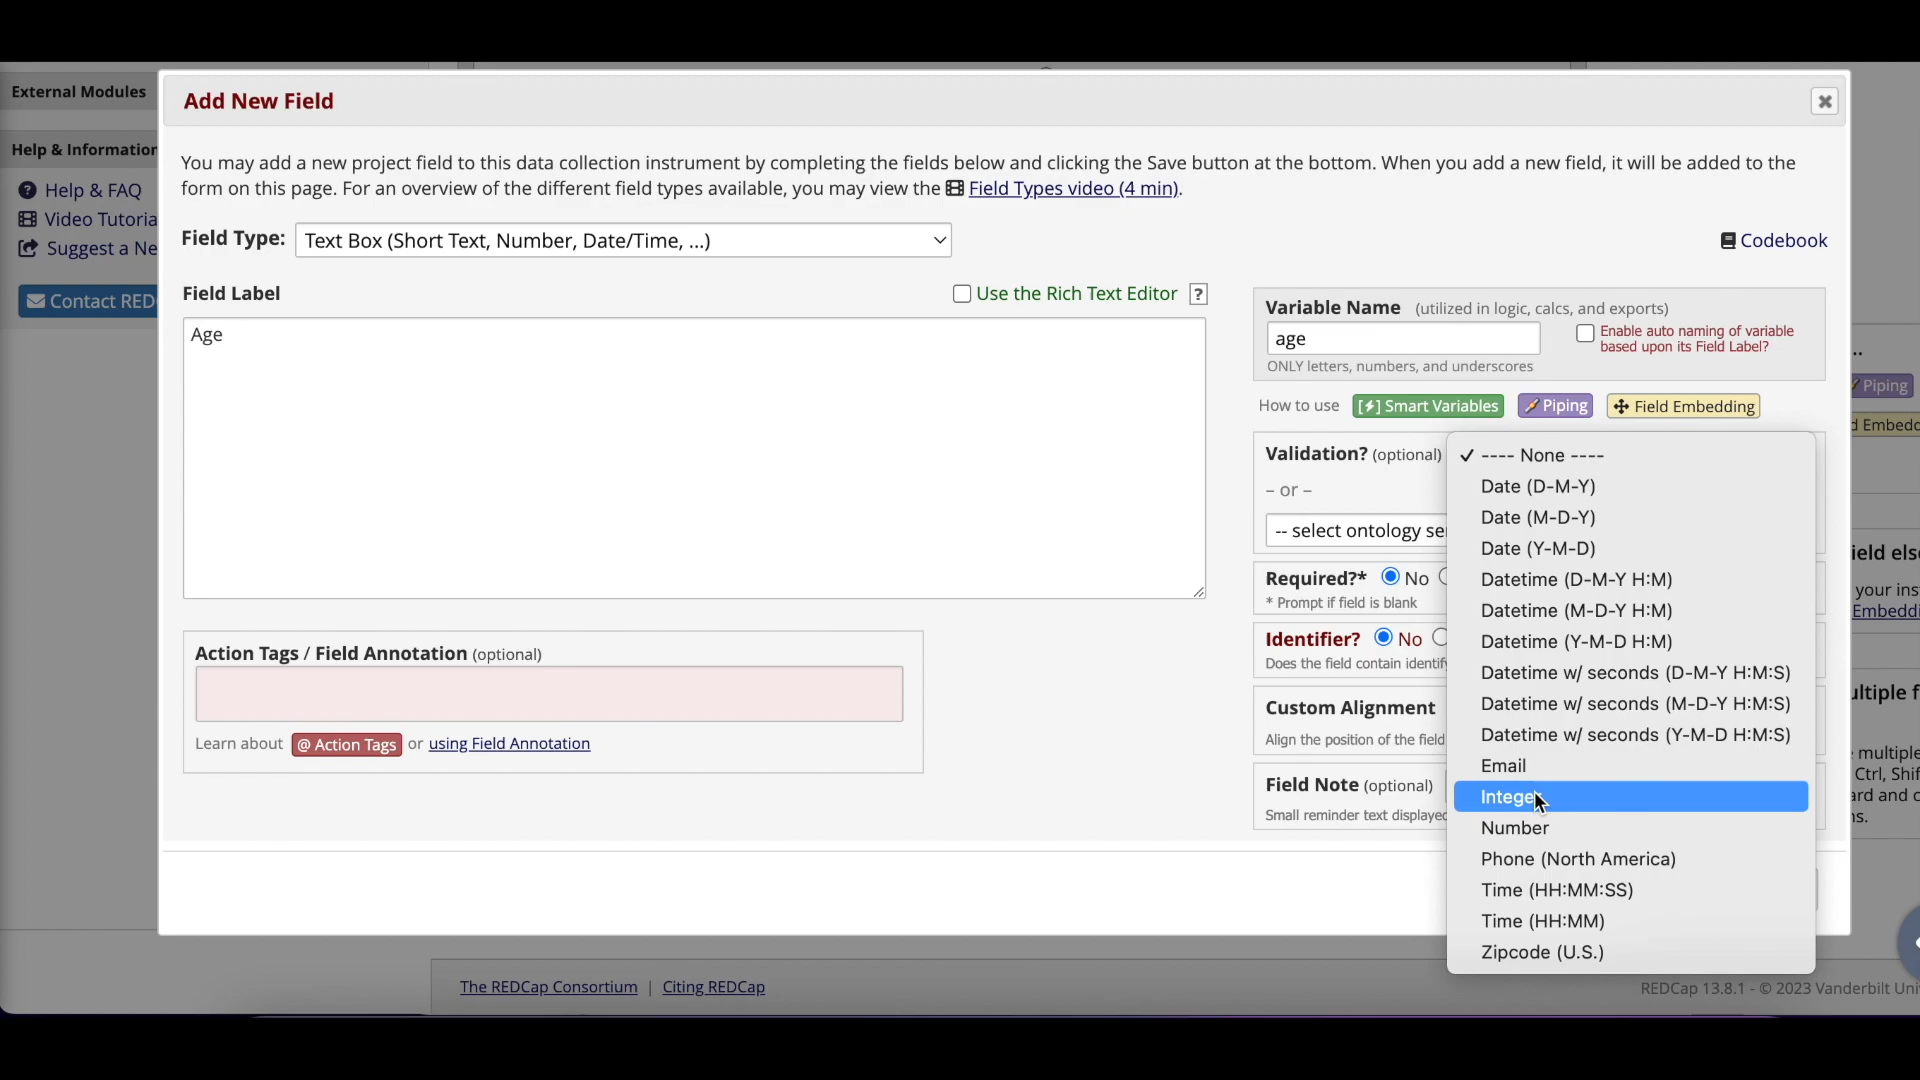 External Modules
Help & Information
Help & FAQ
Video Tutoria
Suggest a Ne
Contact RED
Add New Field
You may add a new project field to this data collection instrument by completing the fields below and clicking the Save button at the bottom. When you add a new field, it will be added to the
form on this page. For an overview of the different field types available, you may view the Field Types video (4 min).
Field Type: Text Box (Short Text, Number, Date/Time, ...)
Codebook
Field Label
Use the Rich Text Editor ?
Age
Action Tags / Field Annotation (optional)
Learn about @ Action Tags or using Field Annotation
Variable Name (utilized in logic, calcs, and exports)
age
Enable auto naming of variable
based upon its Field Label?
ONLY letters, numbers, and underscores
How to use [⚡] Smart Variables Piping Field Embedding
Validation? (optional)
– or –
-- select ontology se
Required?* No
* Prompt if field is blank
Identifier? No
Does the field contain identif
Custom Alignment
Align the position of the field
Field Note (optional)
Small reminder text displayed
✓ ---- None ----
Date (D-M-Y)
Date (M-D-Y)
Date (Y-M-D)
Datetime (D-M-Y H:M)
Datetime (M-D-Y H:M)
Datetime (Y-M-D H:M)
Datetime w/ seconds (D-M-Y H:M:S)
Datetime w/ seconds (M-D-Y H:M:S)
Datetime w/ seconds (Y-M-D H:M:S)
Email
Integer
Number
Phone (North America)
Time (HH:MM:SS)
Time (HH:MM)
Zipcode (U.S.)
..
Piping
d Embedd
ield els
your ins
Embeddi
ultiple f
multiple
Ctrl, Shif
ard and c
ns.
The REDCap Consortium | Citing REDCap
REDCap 13.8.1 - © 2023 Vanderbilt Uni